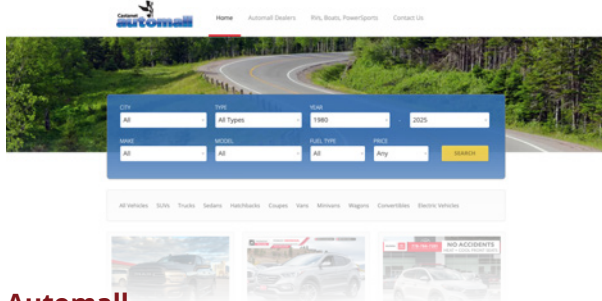 Castanet
automall
Home Automall Dealers RVs, Boats, PowerSports Contact Us
CITY TYPE YEAR
All All Types 1980 - 2025
MAKE MODEL FUEL TYPE PRICE
All All All Any SEARCH
All Vehicles SUVs Trucks Sedans Hatchbacks Coupes Vans Minivans Wagons Convertibles Electric Vehicles
NO ACCIDENTS
Automall